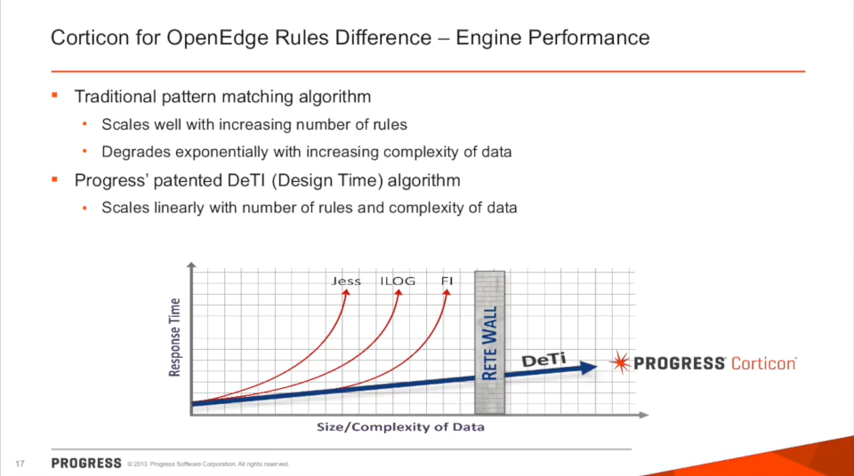 Corticon for OpenEdge Rules Difference – Engine Performance
Traditional pattern matching algorithm
Scales well with increasing number of rules
Degrades exponentially with increasing complexity of data
Progress' patented DeTI (Design Time) algorithm
Scales linearly with number of rules and complexity of data
Jess ILOG FI
Response Time
RETE WALL
DeTi
PROGRESS Corticon
Size/Complexity of Data
17 PROGRESS © 2013 Progress Software Corporation. All rights reserved.